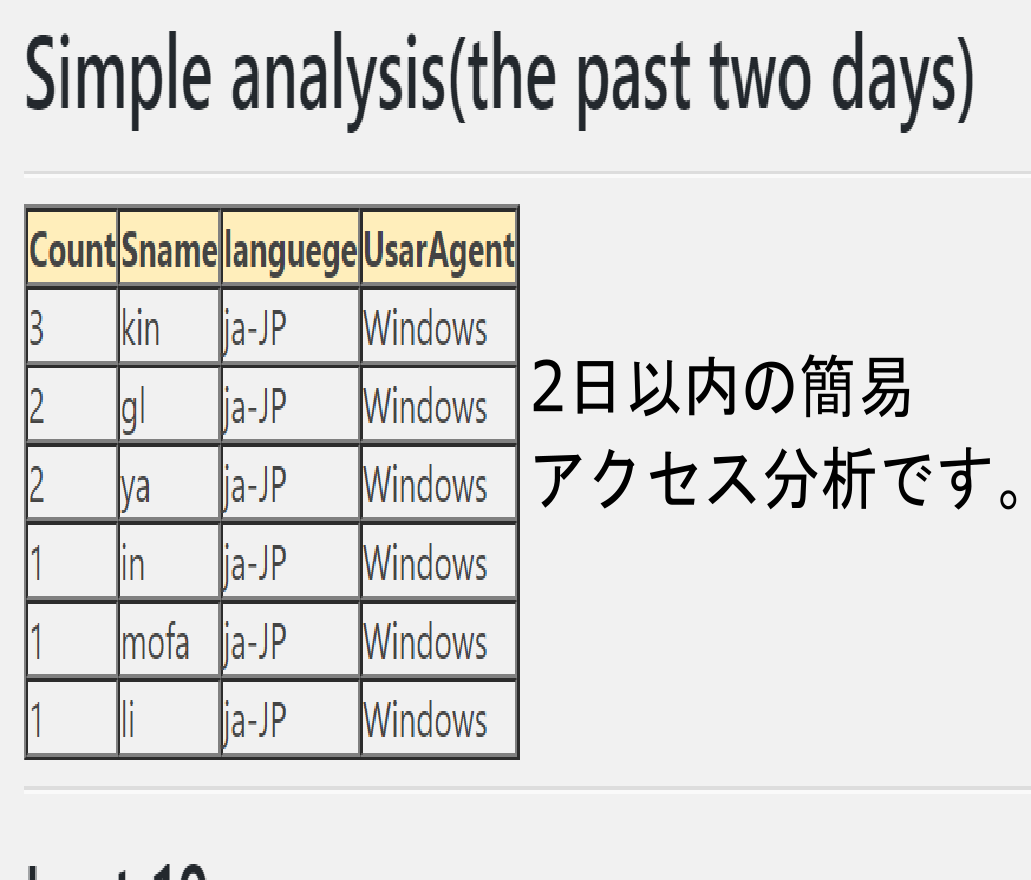 Simple analysis(the past two days)
Count Sname languege UsarAgent
3 kin ja-JP Windows
2 gl ja-JP Windows
2 ya ja-JP Windows
1 in ja-JP Windows
1 mofa ja-JP Windows
1 li ja-JP Windows
2日以内の簡易
アクセス分析です。